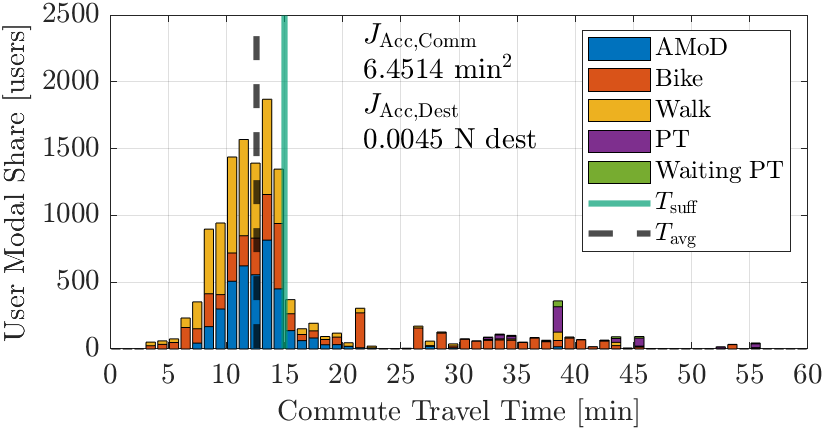 2500
2000
1500
1000
500
0
User Modal Share [users]
J_Acc,Comm
6.4514 min²
J_Acc,Dest
0.0045 N dest
AMoD
Bike
Walk
PT
Waiting PT
T_suff
T_avg
0 5 10 15 20 25 30 35 40 45 50 55 60
Commute Travel Time [min]